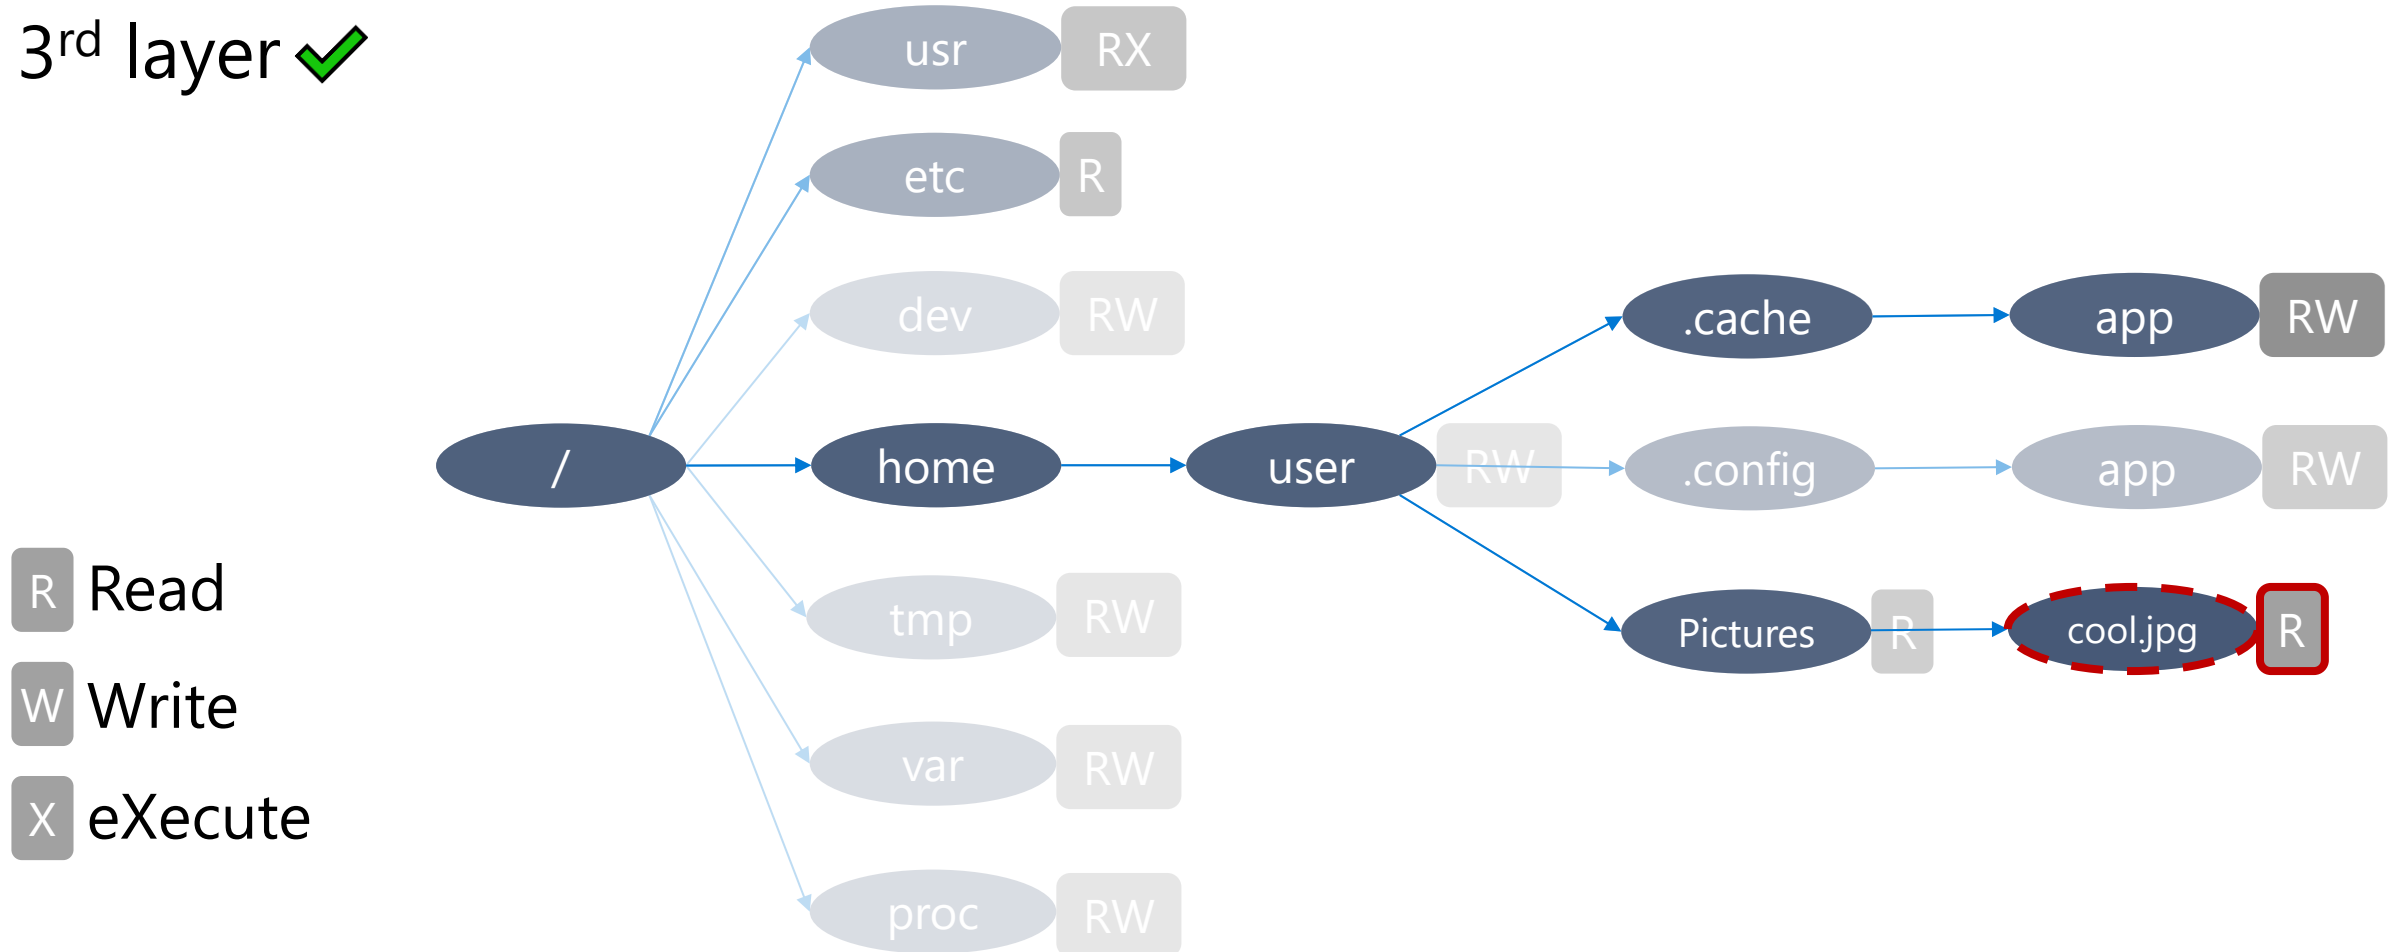 3rd layer
usr RX
etc R
dev RW
/ home user RW
.cache app RW
.config app RW
Pictures R cool.jpg R
tmp RW
var RW
proc RW
R Read
W Write
X eXecute